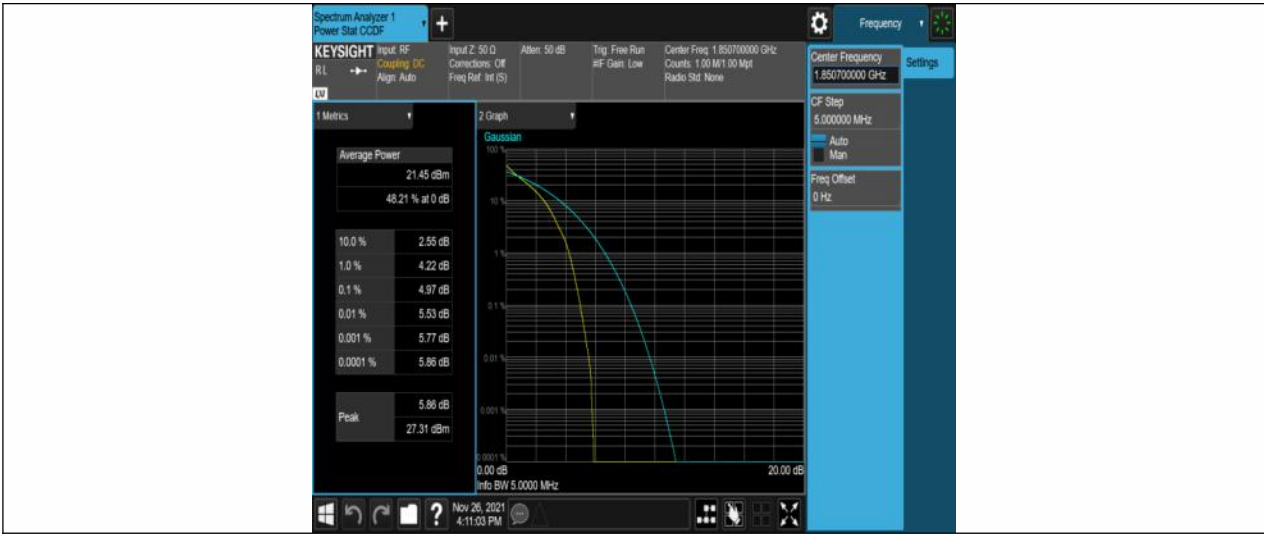 Spectrum Analyzer 1
Power Stat CCDF
+
Frequency
KEYSIGHT
RL
LV
Input: RF
Coupling: DC
Align: Auto
Input Z: 50 Ω
Corrections: Off
Freq Ref: Int (S)
Atten: 50 dB
Trig: Free Run
#IF Gain: Low
Center Freq: 1.850700000 GHz
Counts: 1.00 M/1.00 Mpt
Radio Std: None
Center Frequency
1.850700000 GHz
Settings
CF Step
5.000000 MHz
Auto
Man
Freq Offset
0 Hz
1 Metrics
Average Power
21.45 dBm
48.21 % at 0 dB
10.0 % 2.55 dB
1.0 % 4.22 dB
0.1 % 4.97 dB
0.01 % 5.53 dB
0.001 % 5.77 dB
0.0001 % 5.86 dB
Peak
5.86 dB
27.31 dBm
2 Graph
Gaussian
100 %
10 %
1 %
0.1 %
0.01 %
0.001 %
0.0001 %
0.00 dB 20.00 dB
Info BW 5.0000 MHz
?
Nov 26, 2021
4:11:03 PM